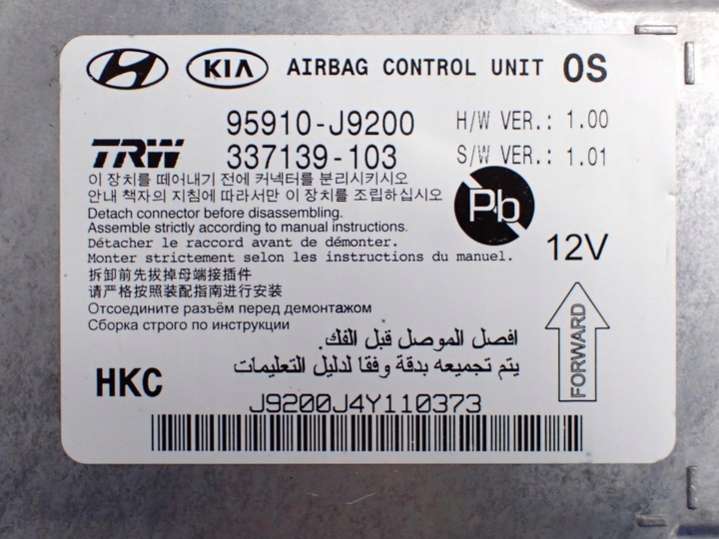 KIA AIRBAG CONTROL UNIT OS
95910-J9200 H/W VER.: 1.00
TRW 337139-103 S/W VER.: 1.01
이 장치를 떼어내기 전에 커넥터를 분리시키시오
안내 책자의 지침에 따라서만 이 장치를 조립하십시오
Detach connector before disassembling.
Assemble strictly according to manual instructions.
Détacher le raccord avant de démonter.
Monter strictement selon les instructions du manuel.
Pb
12V
拆卸前先拔掉母端接插件
请严格按照装配指南进行安装
Отсоедините разъём перед демонтажом
Сборка строго по инструкции
افصل الموصل قبل الفك.
يتم تجميعه بدقة وفقا لدليل التعليمات
FORWARD
HKC
J9200J4Y110373